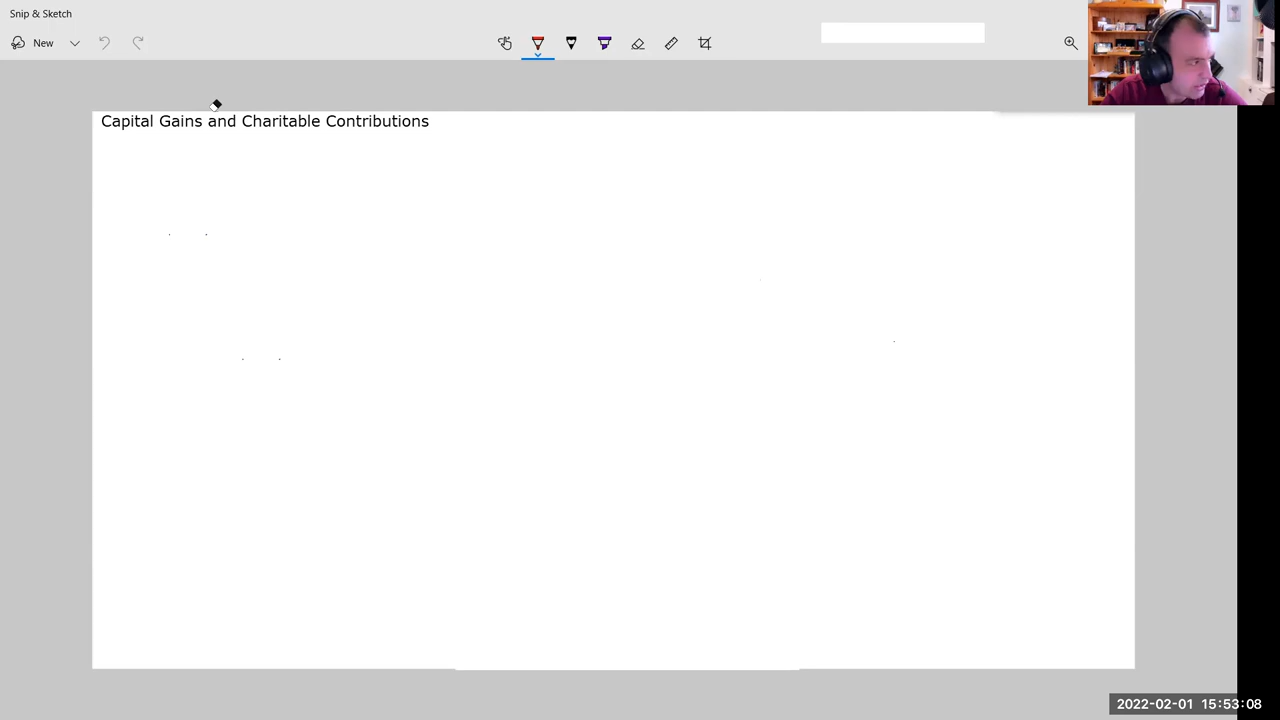 Snip & Sketch
New
Capital Gains and Charitable Contributions
2022-02-01 15:53:08